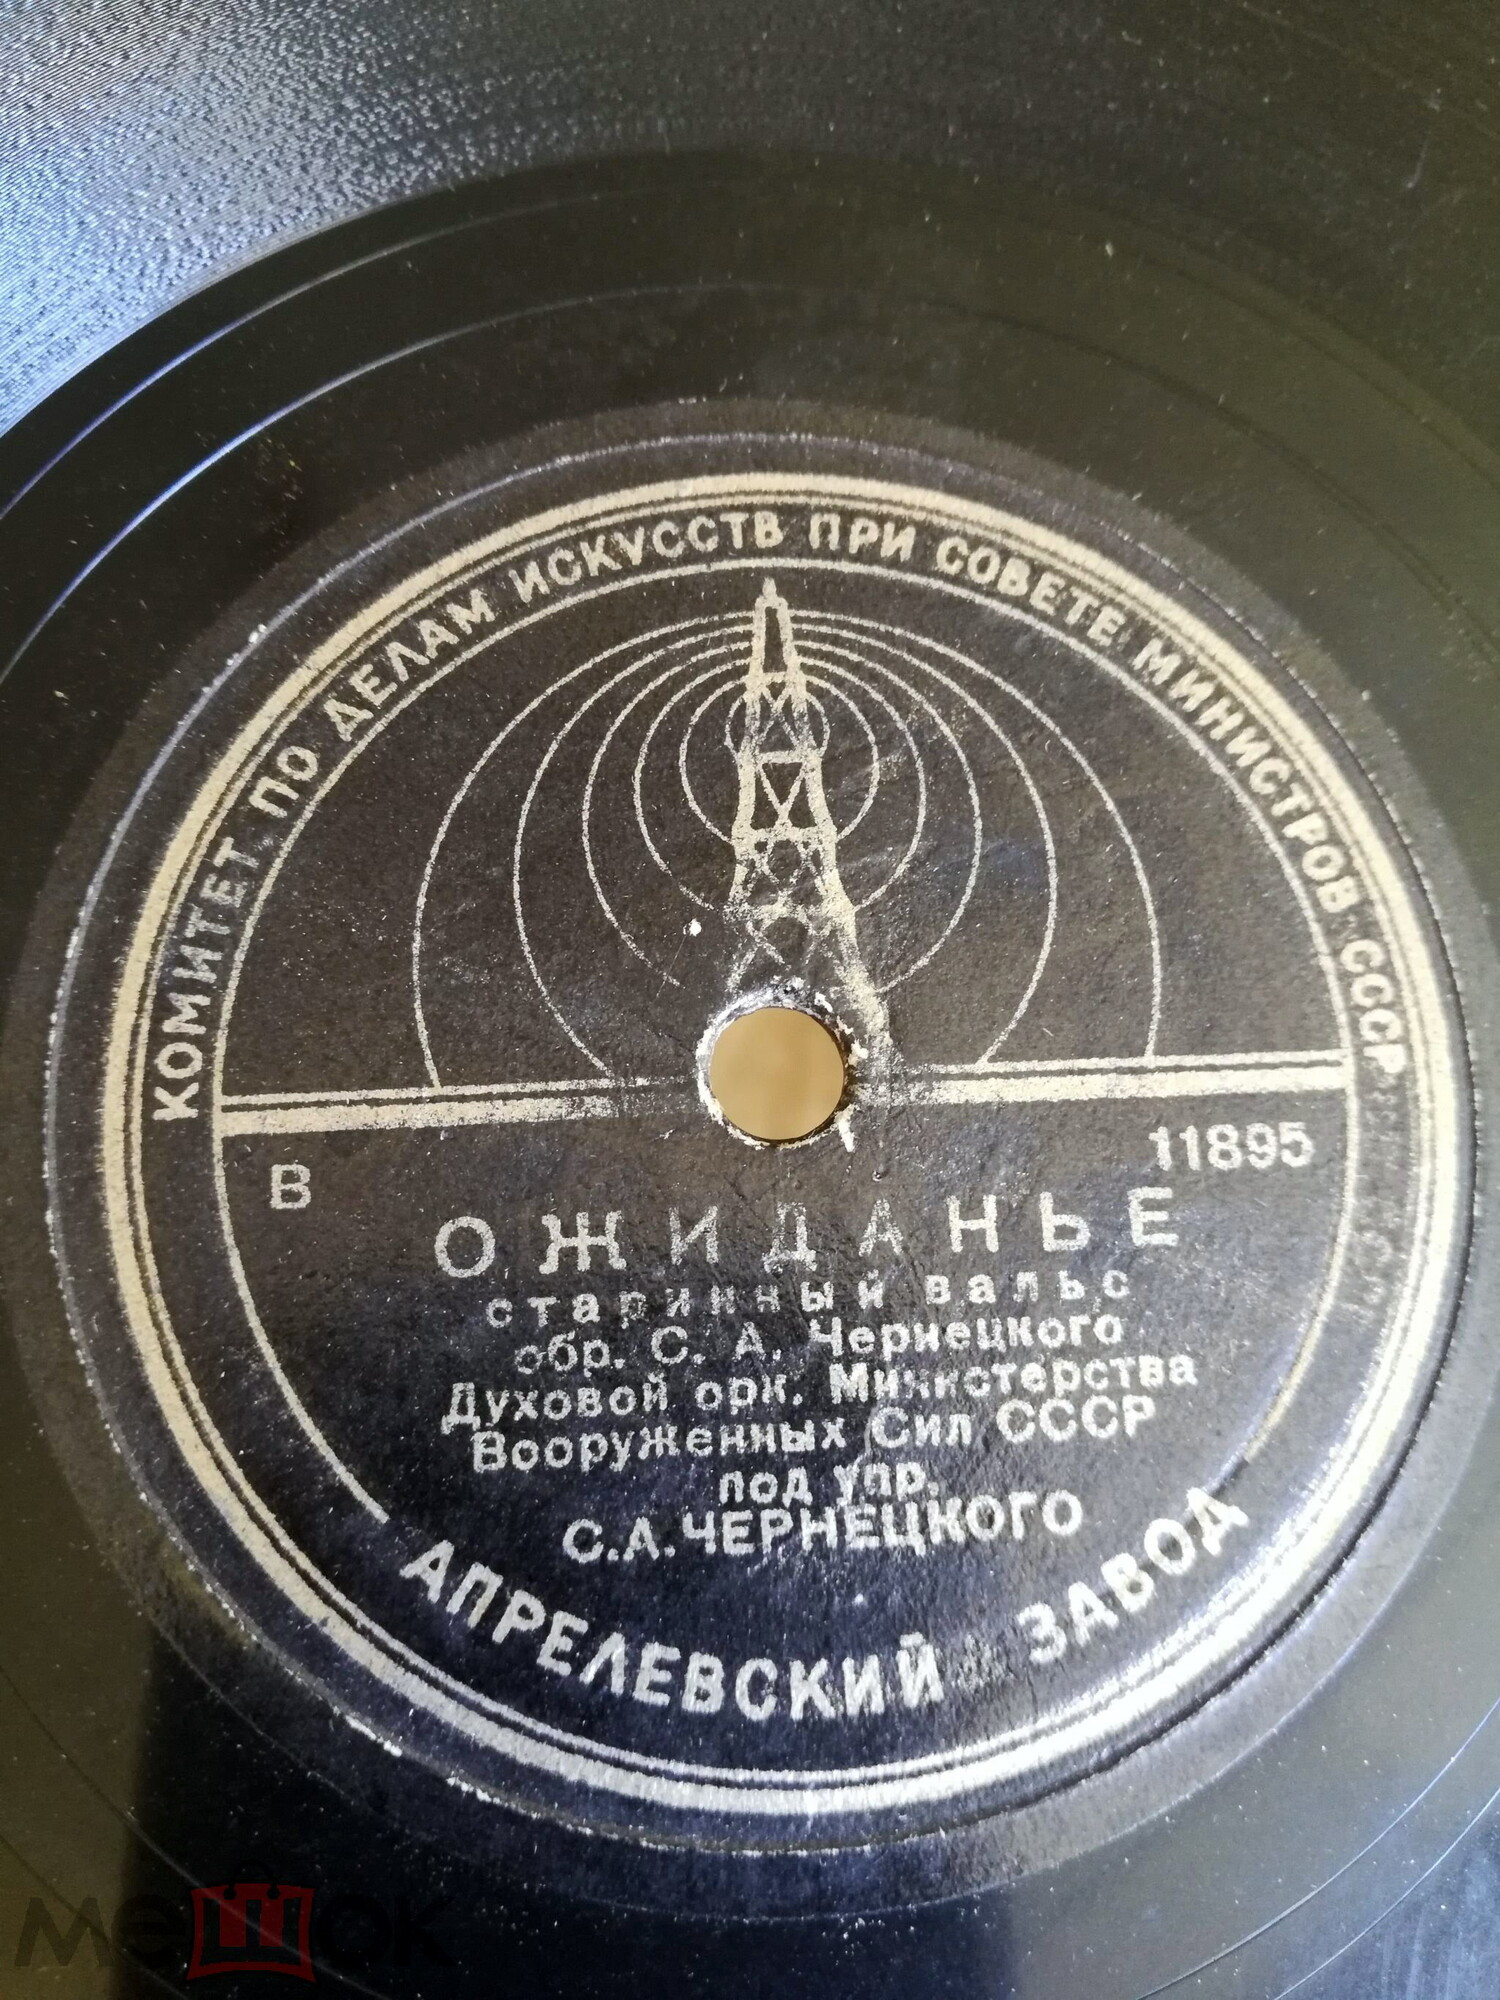 КОМИТЕТ ПО ДЕЛАМ ИСКУССТВ ПРИ СОВЕТЕ МИНИСТРОВ СССР
В 11895
ОЖИДАНЬЕ
старинный вальс
обр. С. А. Чернецкого
Духовой орк. Министерства
Вооруженных Сил СССР
под упр.
С.А.ЧЕРНЕЦКОГО
АПРЕЛЕВСКИЙ ЗАВОД
мешок